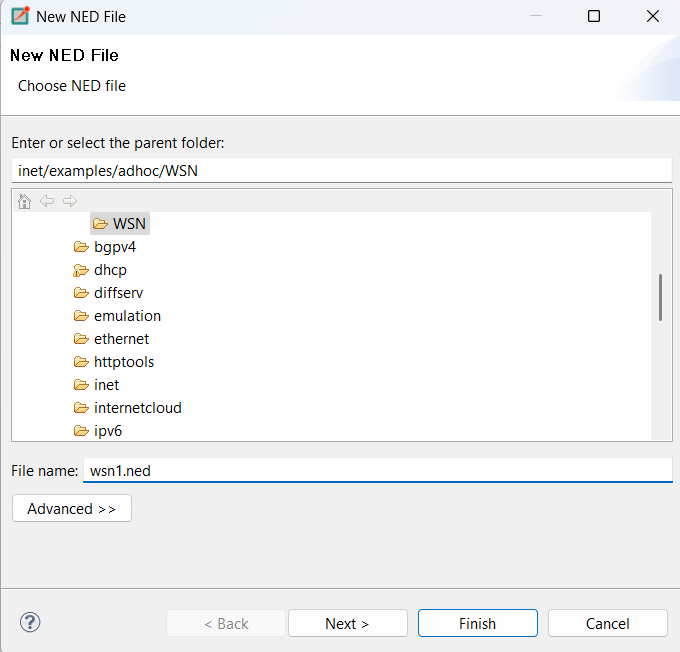 New NED File
New NED File
Choose NED file
Enter or select the parent folder:
inet/examples/adhoc/WSN
WSN
bgpv4
dhcp
diffserv
emulation
ethernet
httptools
inet
internetcloud
ipv6
File name: wsn1.ned
Advanced >>
? < Back Next > Finish Cancel